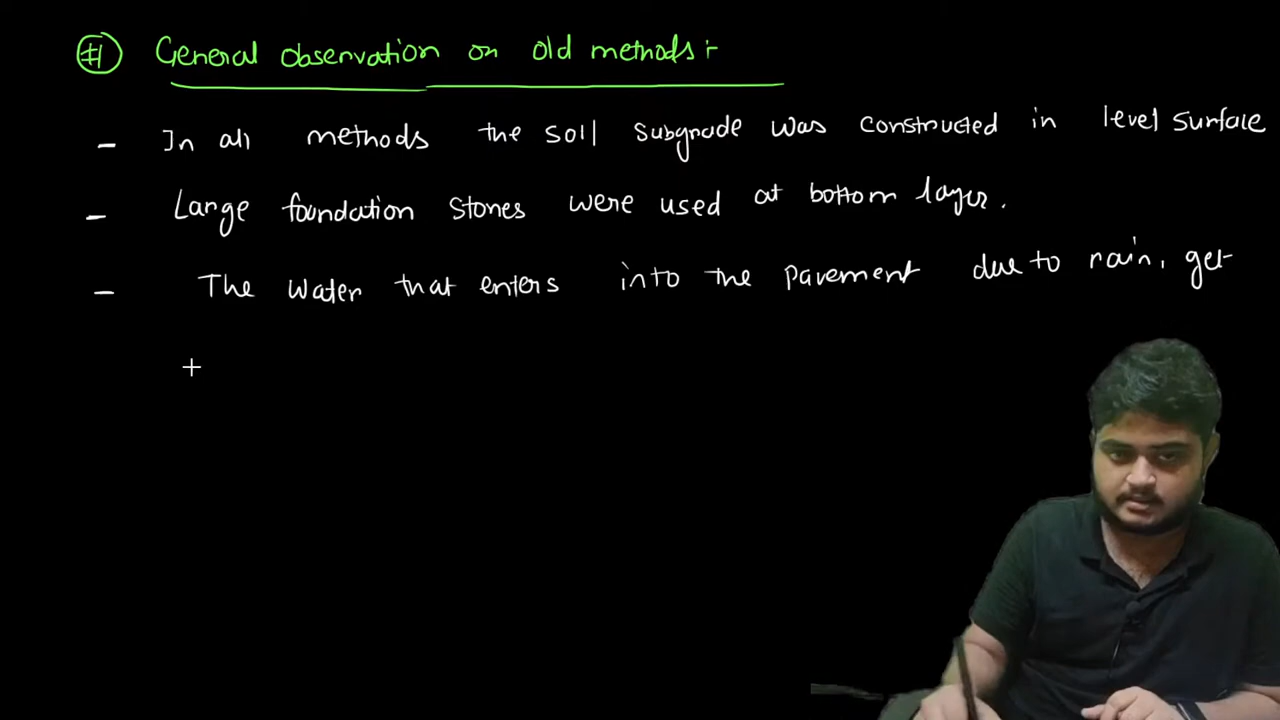 #1 General observation on old methods :-
- In all methods the soil subgrade was constructed in level surface
- Large foundation stones were used at bottom layer.
- The water that enters into the pavement due to rain, get
t